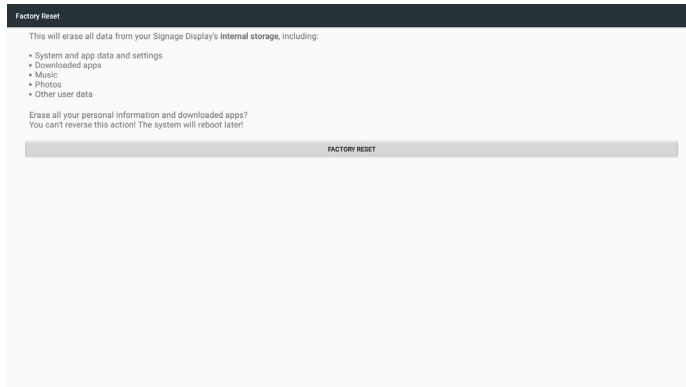 Factory Reset
This will erase all data from your Signage Display's internal storage, including:
• System and app data and settings
• Downloaded apps
• Music
• Photos
• Other user data
Erase all your personal information and downloaded apps?
You can't reverse this action! The system will reboot later!
FACTORY RESET